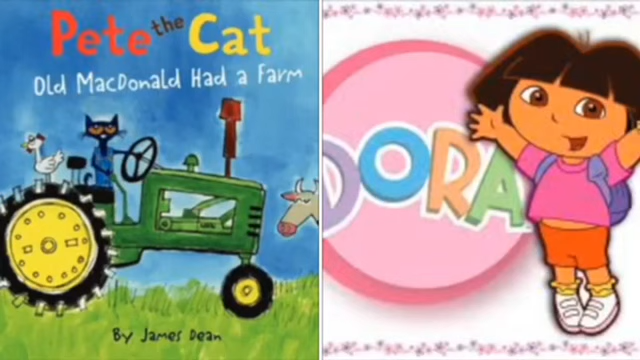 Pete the Cat
Old MacDonald Had a Farm
By James Dean
DORA